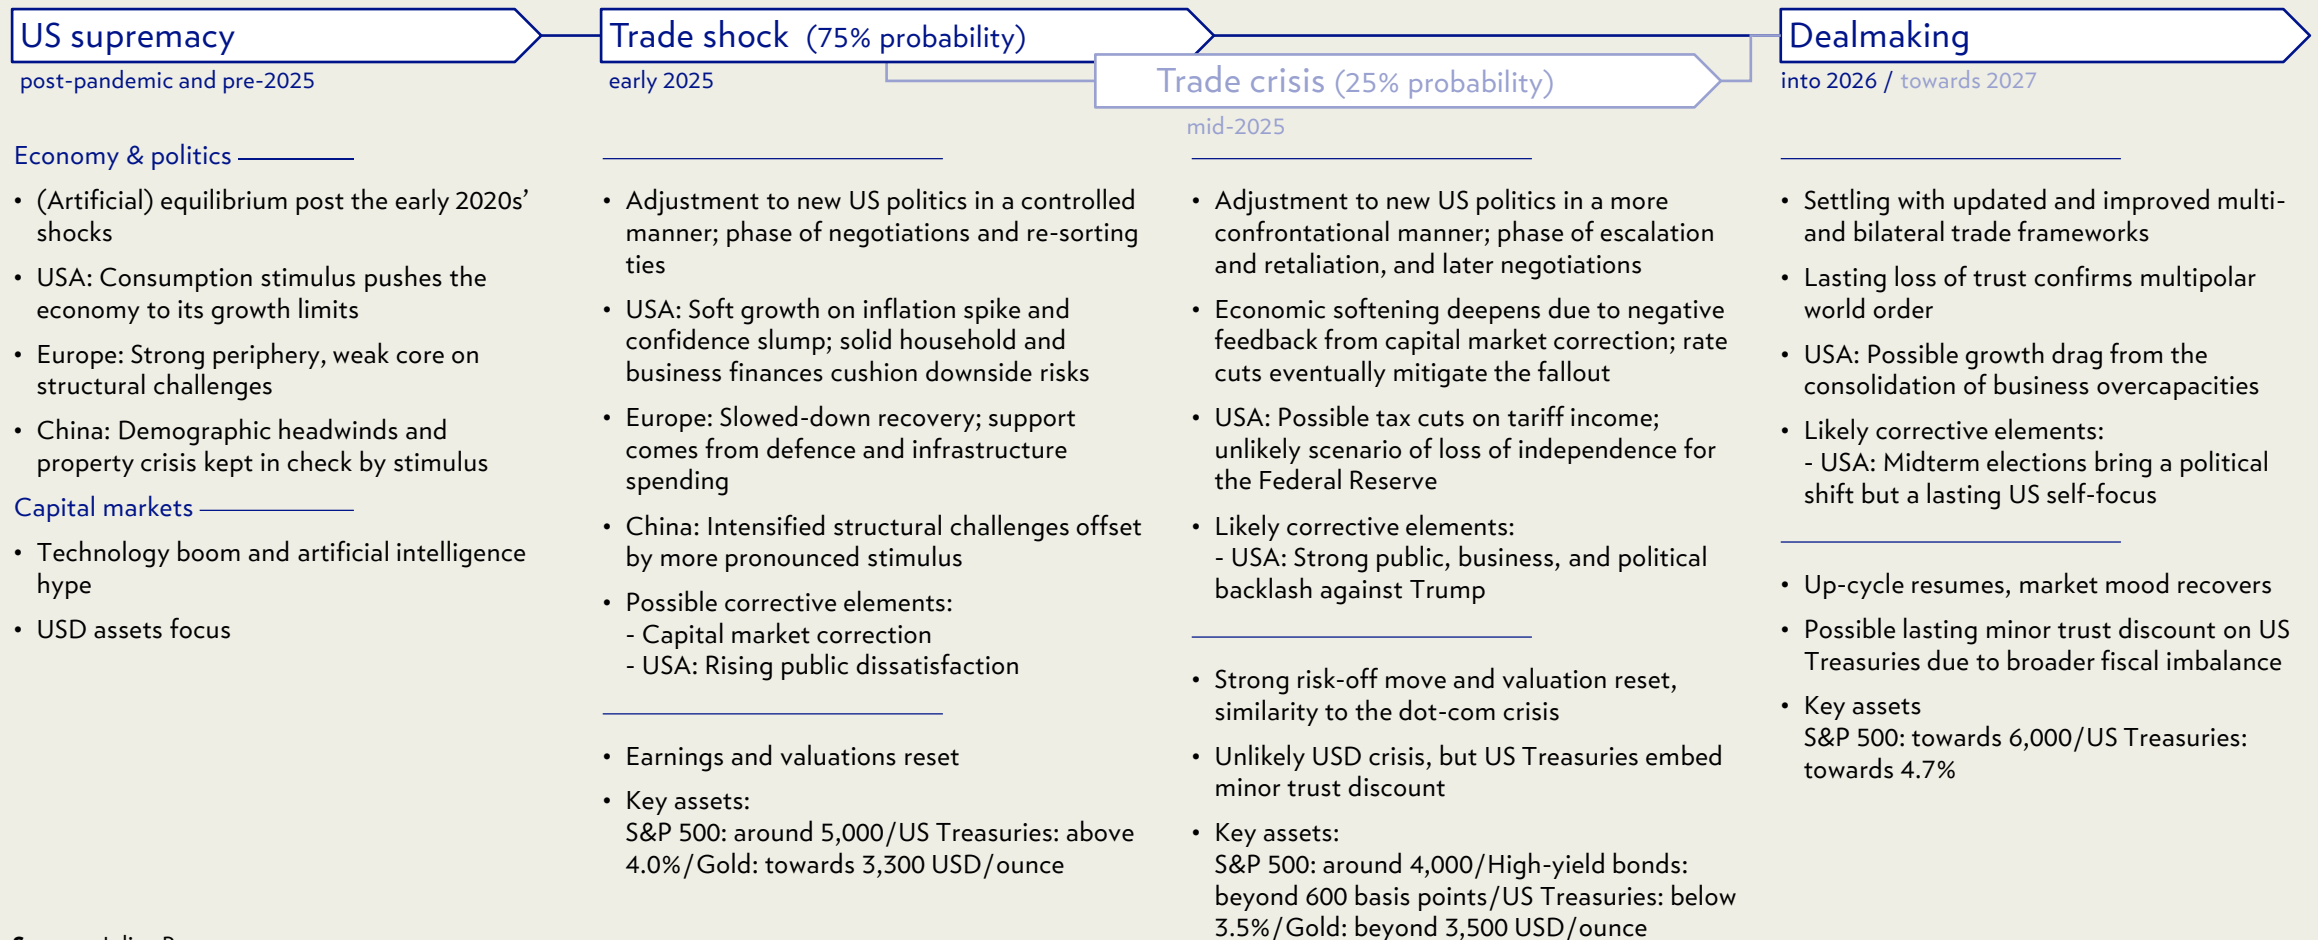 US supremacy
post-pandemic and pre-2025
Trade shock (75% probability)
early 2025
Trade crisis (25% probability)
mid-2025
Dealmaking
into 2026 / towards 2027
Economy & politics
• (Artificial) equilibrium post the early 2020s’
shocks
• USA: Consumption stimulus pushes the
economy to its growth limits
• Europe: Strong periphery, weak core on
structural challenges
• China: Demographic headwinds and
property crisis kept in check by stimulus
Capital markets
• Technology boom and artificial intelligence
hype
• USD assets focus
• Adjustment to new US politics in a controlled
manner; phase of negotiations and re-sorting
ties
• USA: Soft growth on inflation spike and
confidence slump; solid household and
business finances cushion downside risks
• Europe: Slowed-down recovery; support
comes from defence and infrastructure
spending
• China: Intensified structural challenges offset
by more pronounced stimulus
• Possible corrective elements:
- Capital market correction
- USA: Rising public dissatisfaction
• Earnings and valuations reset
• Key assets:
S&P 500: around 5,000/US Treasuries: above
4.0%/Gold: towards 3,300 USD/ounce
• Adjustment to new US politics in a more
confrontational manner; phase of escalation
and retaliation, and later negotiations
• Economic softening deepens due to negative
feedback from capital market correction; rate
cuts eventually mitigate the fallout
• USA: Possible tax cuts on tariff income;
unlikely scenario of loss of independence for
the Federal Reserve
• Likely corrective elements:
- USA: Strong public, business, and political
backlash against Trump
• Strong risk-off move and valuation reset,
similarity to the dot-com crisis
• Unlikely USD crisis, but US Treasuries embed
minor trust discount
• Key assets:
S&P 500: around 4,000/High-yield bonds:
beyond 600 basis points/US Treasuries: below
3.5%/Gold: beyond 3,500 USD/ounce
• Settling with updated and improved multi-
and bilateral trade frameworks
• Lasting loss of trust confirms multipolar
world order
• USA: Possible growth drag from the
consolidation of business overcapacities
• Likely corrective elements:
- USA: Midterm elections bring a political
shift but a lasting US self-focus
• Up-cycle resumes, market mood recovers
• Possible lasting minor trust discount on US
Treasuries due to broader fiscal imbalance
• Key assets
S&P 500: towards 6,000/US Treasuries:
towards 4.7%